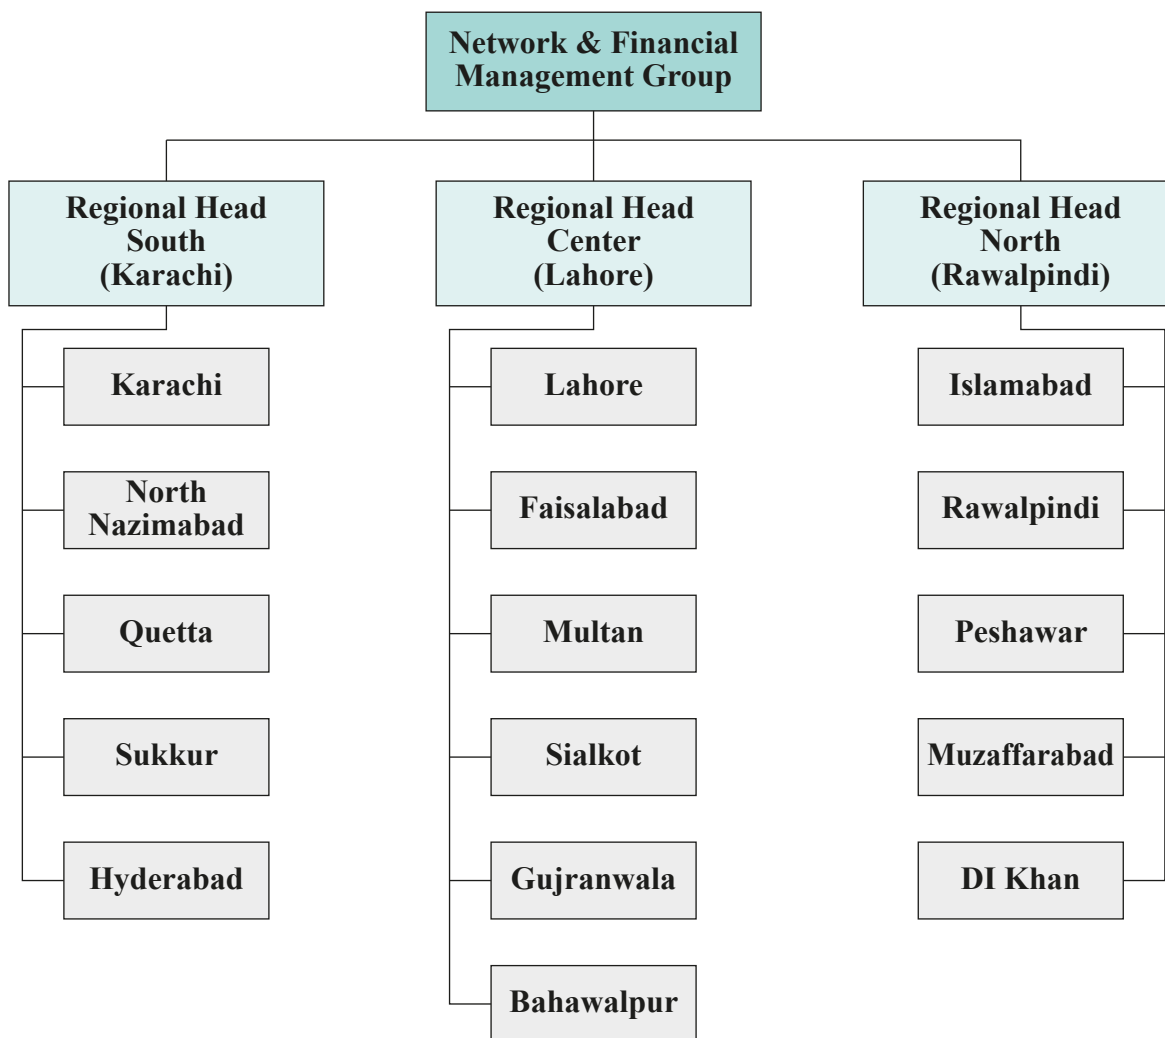 Network & Financial
Management Group
Regional Head
South
(Karachi)
Karachi
North
Nazimabad
Quetta
Sukkur
Hyderabad
Regional Head
Center
(Lahore)
Lahore
Faisalabad
Multan
Sialkot
Gujranwala
Bahawalpur
Regional Head
North
(Rawalpindi)
Islamabad
Rawalpindi
Peshawar
Muzaffarabad
DI Khan